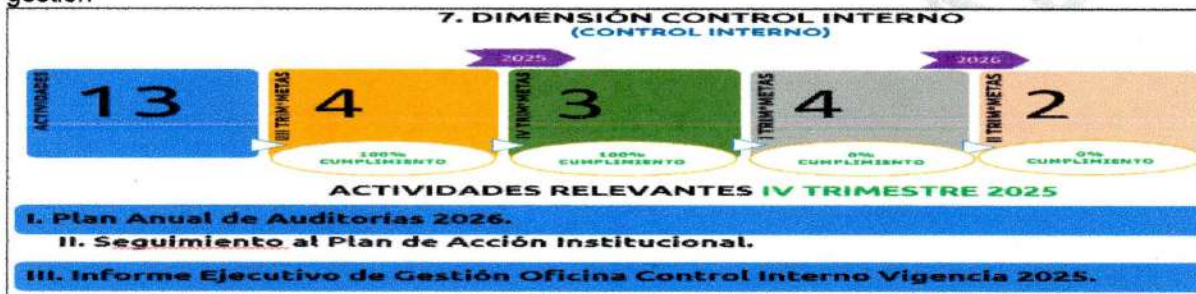 gestión
7. DIMENSIÓN CONTROL INTERNO
(CONTROL INTERNO)
2025
2026
ACTIVIDADES
13
III TRIM*METAS
4
100%
CUMPLIMIENTO
IV TRIM*METAS
3
100%
CUMPLIMIENTO
I TRIM*METAS
4
0%
CUMPLIMIENTO
II TRIM*METAS
2
0%
CUMPLIMIENTO
ACTIVIDADES RELEVANTES IV TRIMESTRE 2025
I. Plan Anual de Auditorías 2026.
II. Seguimiento al Plan de Acción Institucional.
III. Informe Ejecutivo de Gestión Oficina Control Interno Vigencia 2025.